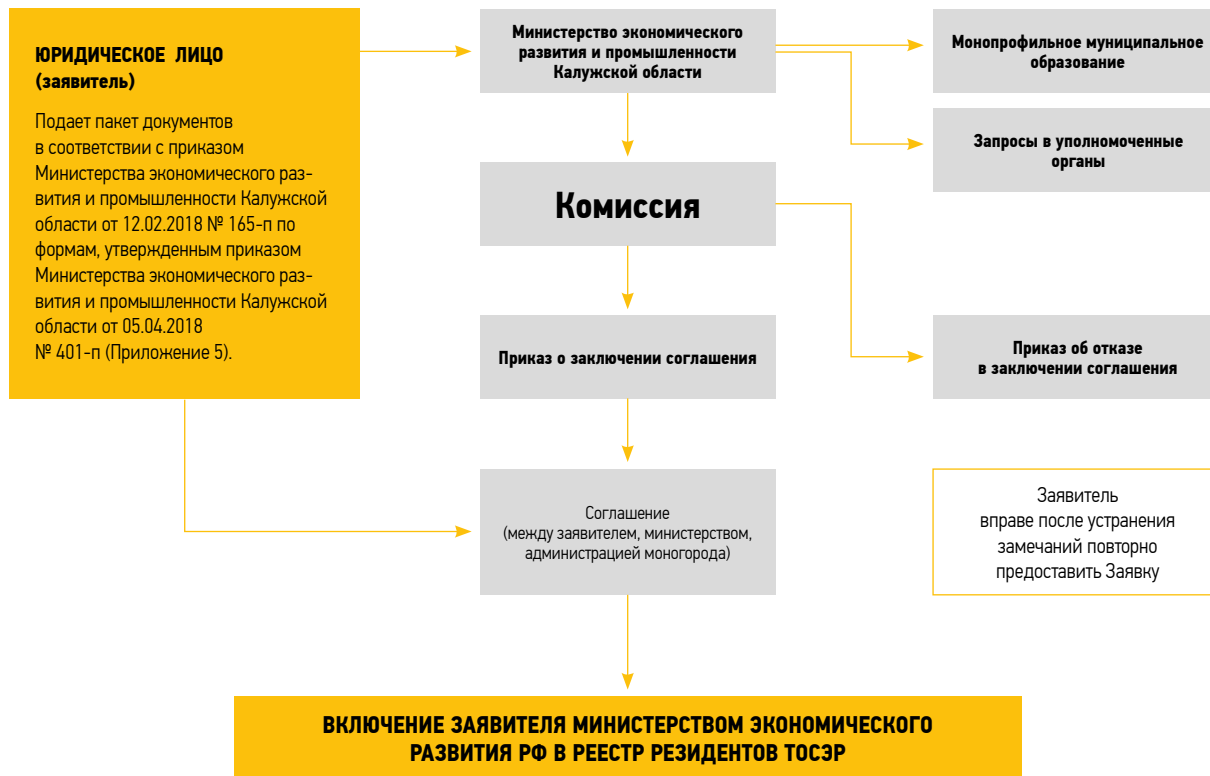 ЮРИДИЧЕСКОЕ ЛИЦО
(заявитель)
Подает пакет документов
в соответствии с приказом
Министерства экономического раз-
вития и промышленности Калужской
области от 12.02.2018 № 165-п по
формам, утвержденным приказом
Министерства экономического раз-
вития и промышленности Калужской
области от 05.04.2018
№ 401-п (Приложение 5).
Министерство экономического
развития и промышленности
Калужской области
Монопрофильное муниципальное
образование
Запросы в уполномоченные
органы
Комиссия
Приказ о заключении соглашения
Приказ об отказе
в заключении соглашения
Соглашение
(между заявителем, министерством,
администрацией моногорода)
Заявитель
вправе после устранения
замечаний повторно
предоставить Заявку
ВКЛЮЧЕНИЕ ЗАЯВИТЕЛЯ МИНИСТЕРСТВОМ ЭКОНОМИЧЕСКОГО
РАЗВИТИЯ РФ В РЕЕСТР РЕЗИДЕНТОВ ТОСЭР